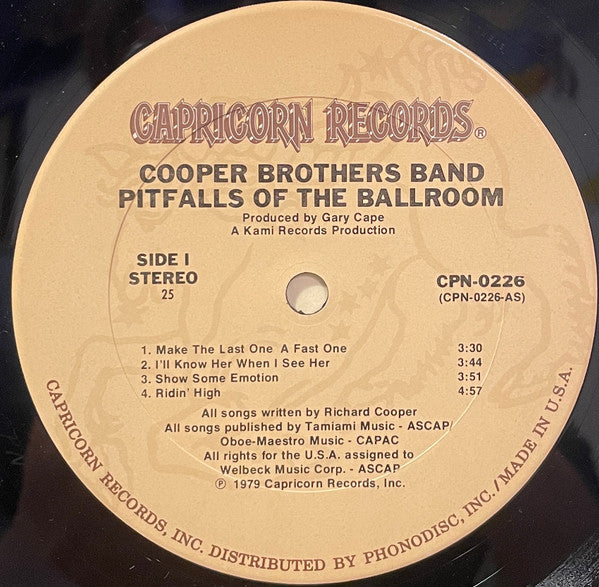 CAPRICORN RECORDS®
COOPER BROTHERS BAND
PITFALLS OF THE BALLROOM
Produced by Gary Cape
A Kami Records Production
SIDE I
STEREO
25
CPN-0226
(CPN-0226-AS)
1. Make The Last One A Fast One 3:30
2. I'll Know Her When I See Her 3:44
3. Show Some Emotion 3:51
4. Ridin' High 4:57
All songs written by Richard Cooper
All songs published by Tamiami Music - ASCAP/
Oboe-Maestro Music - CAPAC
All rights for the U.S.A. assigned to
Welbeck Music Corp. - ASCAP
℗ 1979 Capricorn Records, Inc.
CAPRICORN RECORDS, INC. DISTRIBUTED BY PHONODISC, INC./MADE IN U.S.A.